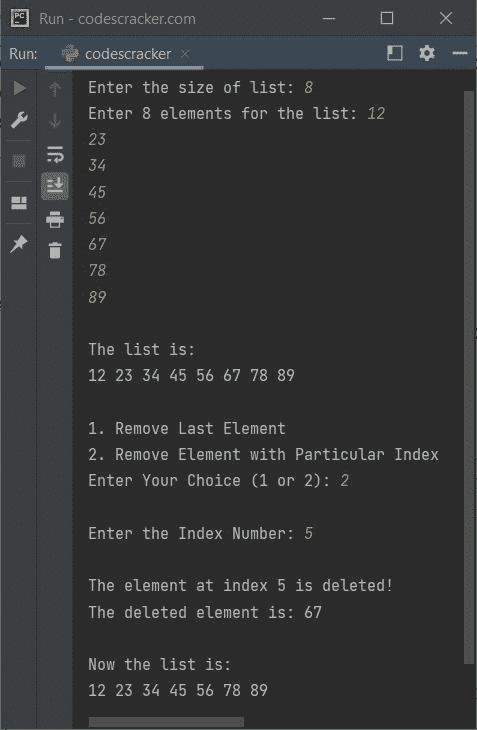 PC
Run - codescracker.com
Run: codescracker
Enter the size of list: 8
Enter 8 elements for the list: 12
23
34
45
56
67
78
89
The list is:
12 23 34 45 56 67 78 89
1. Remove Last Element
2. Remove Element with Particular Index
Enter Your Choice (1 or 2): 2
Enter the Index Number: 5
The element at index 5 is deleted!
The deleted element is: 67
Now the list is:
12 23 34 45 56 78 89